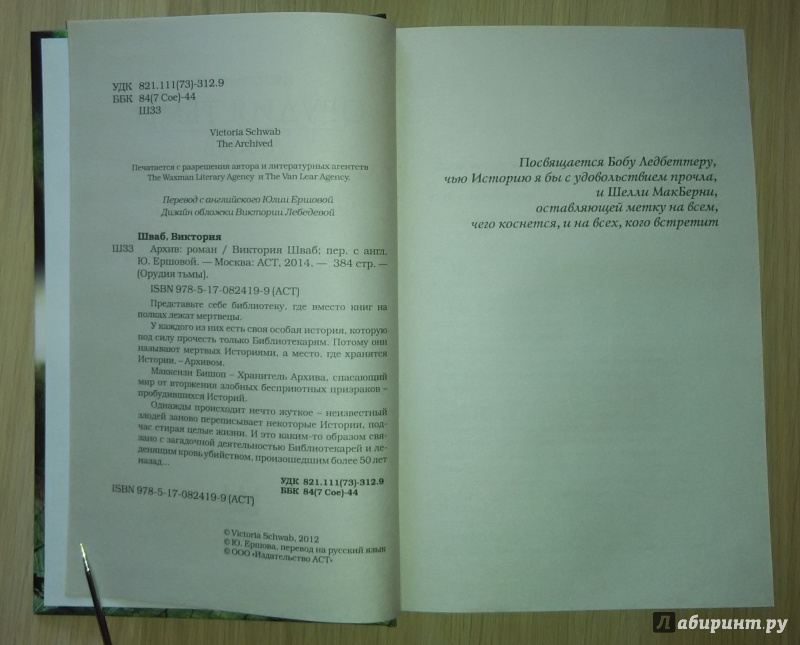 УДК 821.111(73)-312.9
ББК 84(7 Сое)-44
Ш33
Victoria Schwab
The Archived
Печатается с разрешения автора и литературных агентств
The Waxman Literary Agency и The Van Lear Agency.
Перевод с английского Юлии Ершовой
Дизайн обложки Виктории Лебедевой
Шваб, Виктория
Ш33 Архив: роман / Виктория Шваб; пер. с англ.
Ю. Ершовой. — Москва: АСТ, 2014. — 384 стр. —
(Орудия тьмы).
ISBN 978-5-17-082419-9 (АСТ)
Представьте себе библиотеку, где вместо книг на
полках лежат мертвецы.
У каждого из них есть своя особая история, которую
под силу прочесть только Библиотекарям. Потому они
называют мертвых Историями, а место, где хранятся
Истории, – Архивом.
Маккензи Бишоп – Хранитель Архива, спасающий
мир от вторжения злобных бесприютных призраков –
пробудившихся Историй.
Однажды происходит нечто жуткое – неизвестный
злодей заново переписывает некоторые Истории, под-
час стирая целые жизни. И это каким-то образом свя-
зано с загадочной деятельностью Библиотекарей и ле-
денящим кровь убийством, произошедшим более 50 лет
назад...
УДК 821.111(73)-312.9
ББК 84(7 Сое)-44
ISBN 978-5-17-082419-9 (АСТ)
© Victoria Schwab, 2012
© Ю. Ершова, перевод на русский язык
© ООО «Издательство АСТ»
Посвящается Бобу Ледбеттеру,
чью Историю я бы с удовольствием прочла,
и Шелли МакБерни,
оставляющей метку на всем,
чего коснется, и на всех, кого встретит
Лабиринт.ру